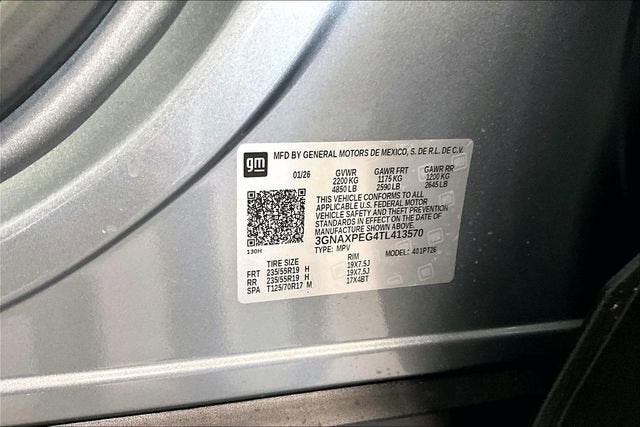 gm MFD BY GENERAL MOTORS DE MEXICO, S. DE R.L. DE C.V.
01/26 GVWR GAWR FRT GAWR RR
2200 KG 1175 KG 1200 KG
4850 LB 2590 LB 2645 LB
THIS VEHICLE CONFORMS TO ALL
APPLICABLE U.S. FEDERAL MOTOR
VEHICLE SAFETY AND THEFT PREVENTION
STANDARDS IN EFFECT ON THE DATE OF
MANUFACTURE SHOWN ABOVE.
3GNAXPEG4TL413570
130H TYPE: MPV MODEL: 401PT26
TIRE SIZE RIM
FRT 235/55R19 H 19X7.5J
RR 235/55R19 H 19X7.5J
SPA T125/70R17 M 17X4BT